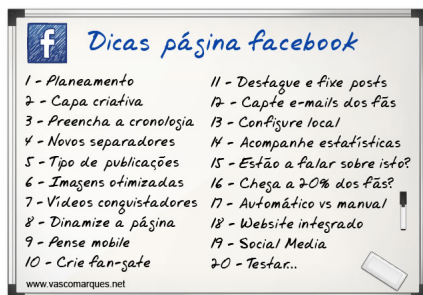 f
Dicas página facebook
1 - Planeamento
2 - Capa criativa
3 - Preencha a cronologia
4 - Novos separadores
5 - Tipo de publicações
6 - Imagens otimizadas
7 - Vídeos conquistadores
8 - Dinamize a página
9 - Pense mobile
10 - Crie fan-gate
11 - Destaque e fixe posts
12 - Capte e-mails dos fãs
13 - Configure local
14 - Acompanhe estatísticas
15 - Estão a falar sobre isto?
16 - Chega a 20% dos fãs?
17 - Automático vs manual
18 - Website integrado
19 - Social Media
20 - Testar...
www.vascomarques.net